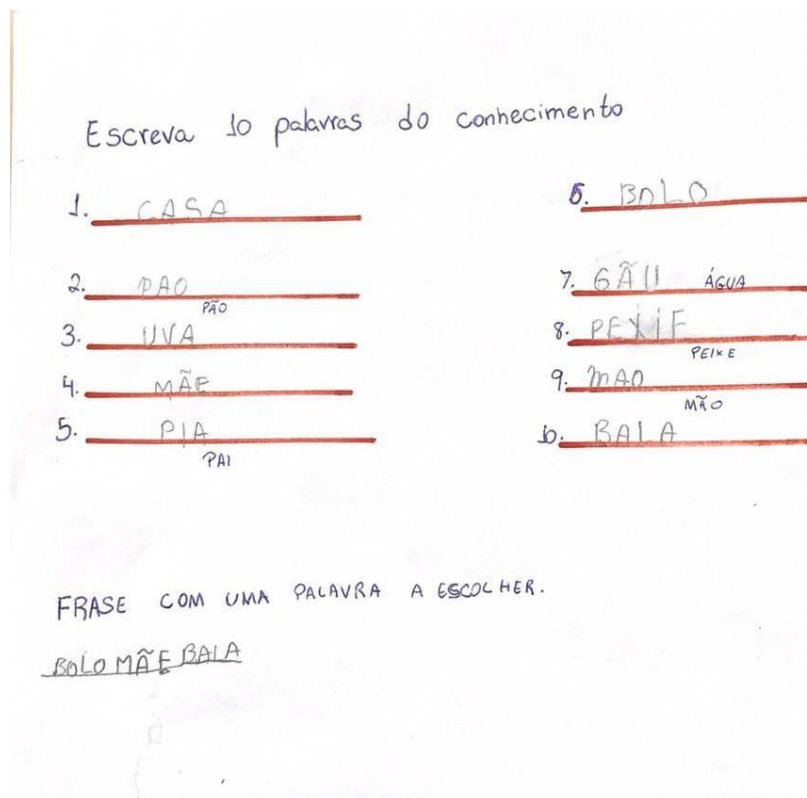 Escreva 10 palavras do conhecimento
1. CASA
2. PAO
PÃO
3. UVA
4. MÃE
5. PIA
PAI
6. BOLO
7. GÃU ÁGUA
8. PEXIF
PEIXE
9. MAO
MÃO
10. BALA
FRASE COM UMA PALAVRA A ESCOLHER.
BOLO MÃE BALA